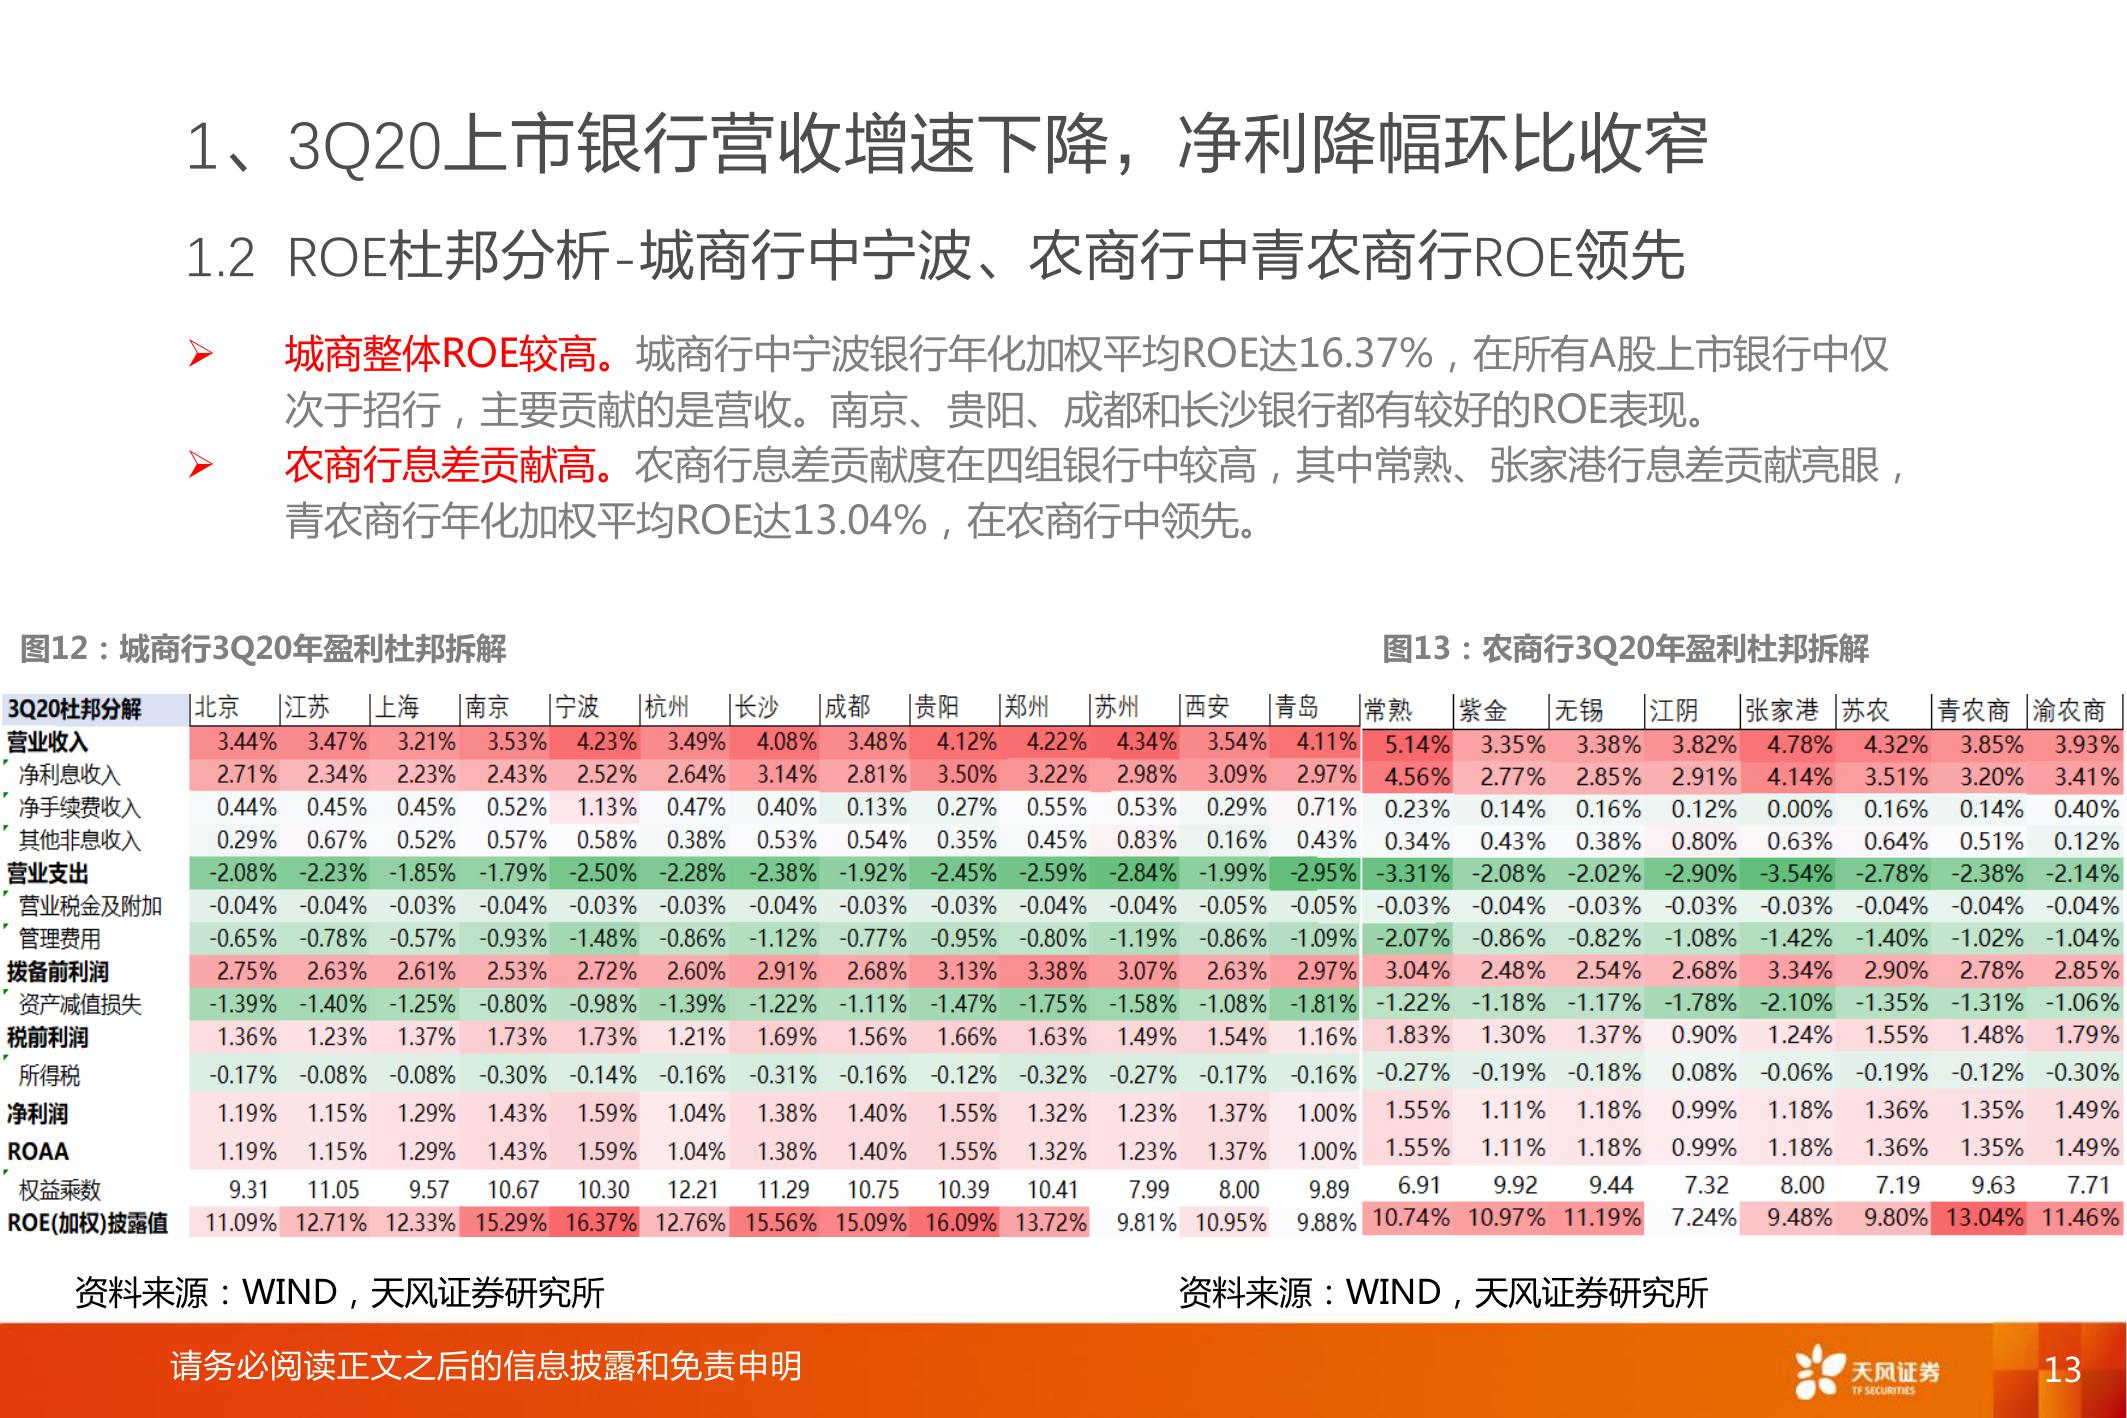 1、3Q20上市银行营收增速下降，净利降幅环比收窄
1.2 ROE杜邦分析-城商行中宁波、农商行中青农商行ROE领先
城商整体ROE较高。城商行中宁波银行年化加权平均ROE达16.37%，在所有A股上市银行中仅
次于招行，主要贡献的是营收。南京、贵阳、成都和长沙银行都有较好的ROE表现。
农商行息差贡献高。农商行息差贡献度在四组银行中较高，其中常熟、张家港行息差贡献亮眼，
青农商行年化加权平均ROE达13.04%，在农商行中领先。
图12：城商行3Q20年盈利杜邦拆解 图13：农商行3Q20年盈利杜邦拆解
3Q20杜邦分解 北京 江苏 上海 南京 宁波 杭州 长沙 成都 贵阳 郑州 苏州 西安 青岛 常熟 紫金 无锡 江阴 张家港 苏农 青农商 渝农商
营业收入 3.44% 3.47% 3.21% 3.53% 4.23% 3.49% 4.08% 3.48% 4.12% 4.22% 4.34% 3.54% 4.11% 5.14% 3.35% 3.38% 3.82% 4.78% 4.32% 3.85% 3.93%
净利息收入 2.71% 2.34% 2.23% 2.43% 2.52% 2.64% 3.14% 2.81% 3.50% 3.22% 2.98% 3.09% 2.97% 4.56% 2.77% 2.85% 2.91% 4.14% 3.51% 3.20% 3.41%
净手续费收入 0.44% 0.45% 0.45% 0.52% 1.13% 0.47% 0.40% 0.13% 0.27% 0.55% 0.53% 0.29% 0.71% 0.23% 0.14% 0.16% 0.12% 0.00% 0.16% 0.14% 0.40%
其他非息收入 0.29% 0.67% 0.52% 0.57% 0.58% 0.38% 0.53% 0.54% 0.35% 0.45% 0.83% 0.16% 0.43% 0.34% 0.43% 0.38% 0.80% 0.63% 0.64% 0.51% 0.12%
营业支出 -2.08% -2.23% -1.85% -1.79% -2.50% -2.28% -2.38% -1.92% -2.45% -2.59% -2.84% -1.99% -2.95% -3.31% -2.08% -2.02% -2.90% -3.54% -2.78% -2.38% -2.14%
营业税金及附加 -0.04% -0.04% -0.03% -0.04% -0.03% -0.03% -0.04% -0.03% -0.03% -0.04% -0.04% -0.05% -0.05% -0.03% -0.04% -0.03% -0.03% -0.03% -0.04% -0.04% -0.04%
管理费用 -0.65% -0.78% -0.57% -0.93% -1.48% -0.86% -1.12% -0.77% -0.95% -0.80% -1.19% -0.86% -1.09% -2.07% -0.86% -0.82% -1.08% -1.42% -1.40% -1.02% -1.04%
拨备前利润 2.75% 2.63% 2.61% 2.53% 2.72% 2.60% 2.91% 2.68% 3.13% 3.38% 3.07% 2.63% 2.97% 3.04% 2.48% 2.54% 2.68% 3.34% 2.90% 2.78% 2.85%
资产减值损失 -1.39% -1.40% -1.25% -0.80% -0.98% -1.39% -1.22% -1.11% -1.47% -1.75% -1.58% -1.08% -1.81% -1.22% -1.18% -1.17% -1.78% -2.10% -1.35% -1.31% -1.06%
税前利润 1.36% 1.23% 1.37% 1.73% 1.73% 1.21% 1.69% 1.56% 1.66% 1.63% 1.49% 1.54% 1.16% 1.83% 1.30% 1.37% 0.90% 1.24% 1.55% 1.48% 1.79%
所得税 -0.17% -0.08% -0.08% -0.30% -0.14% -0.16% -0.31% -0.16% -0.12% -0.32% -0.27% -0.17% -0.16% -0.27% -0.19% -0.18% 0.08% -0.06% -0.19% -0.12% -0.30%
净利润 1.19% 1.15% 1.29% 1.43% 1.59% 1.04% 1.38% 1.40% 1.55% 1.32% 1.23% 1.37% 1.00% 1.55% 1.11% 1.18% 0.99% 1.18% 1.36% 1.35% 1.49%
ROAA 1.19% 1.15% 1.29% 1.43% 1.59% 1.04% 1.38% 1.40% 1.55% 1.32% 1.23% 1.37% 1.00% 1.55% 1.11% 1.18% 0.99% 1.18% 1.36% 1.35% 1.49%
权益乘数 9.31 11.05 9.57 10.67 10.30 12.21 11.29 10.75 10.39 10.41 7.99 8.00 9.89 6.91 9.92 9.44 7.32 8.00 7.19 9.63 7.71
ROE(加权)披露值 11.09% 12.71% 12.33% 15.29% 16.37% 12.76% 15.56% 15.09% 16.09% 13.72% 9.81% 10.95% 9.88% 10.74% 10.97% 11.19% 7.24% 9.48% 9.80% 13.04% 11.46%
资料来源：WIND，天风证券研究所 资料来源：WIND，天风证券研究所
请务必阅读正文之后的信息披露和免责申明
天风证券
TF SECURITIES
13